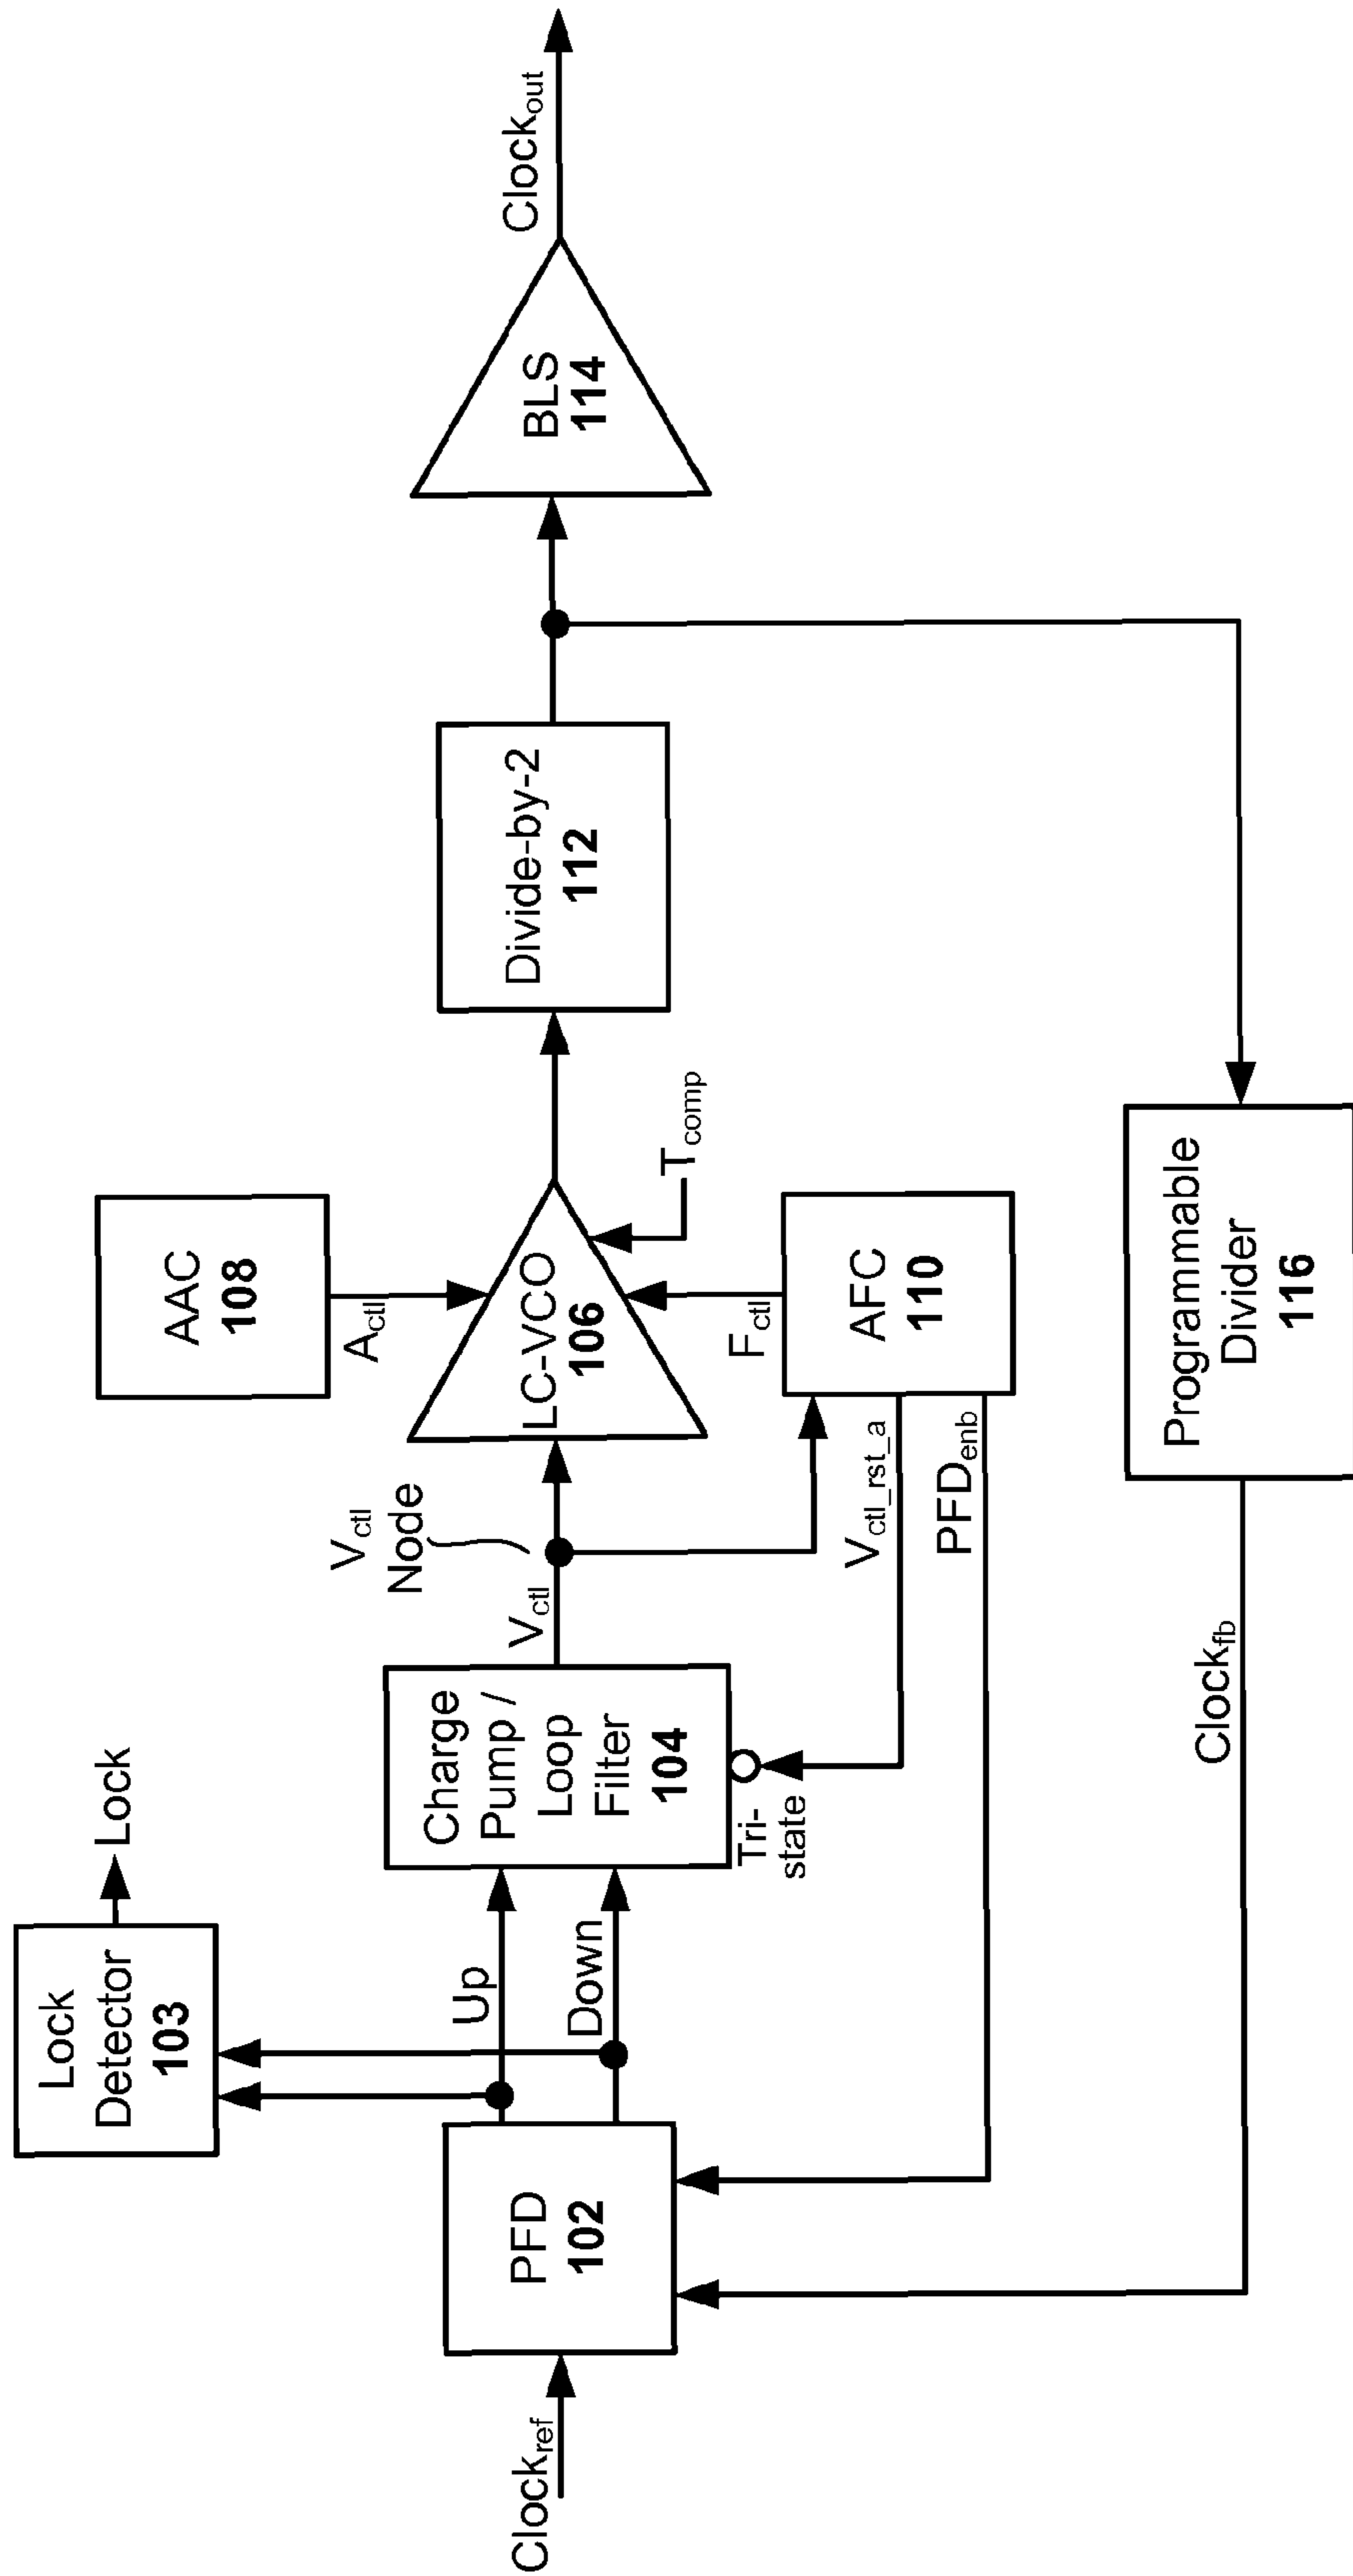 Clock_ref
PFD
102
Lock
Detector
103
Lock
Up
Down
Charge
Pump /
Loop
Filter
104
Tri-
state
V_ctl
V_ctl
Node
LC-VCO
106
AAC
108
A_ctl
F_ctl
T_comp
AFC
110
V_ctl_rst_a
PFD_enb
Divide-by-2
112
BLS
114
Clock_out
Programmable
Divider
116
Clock_fb